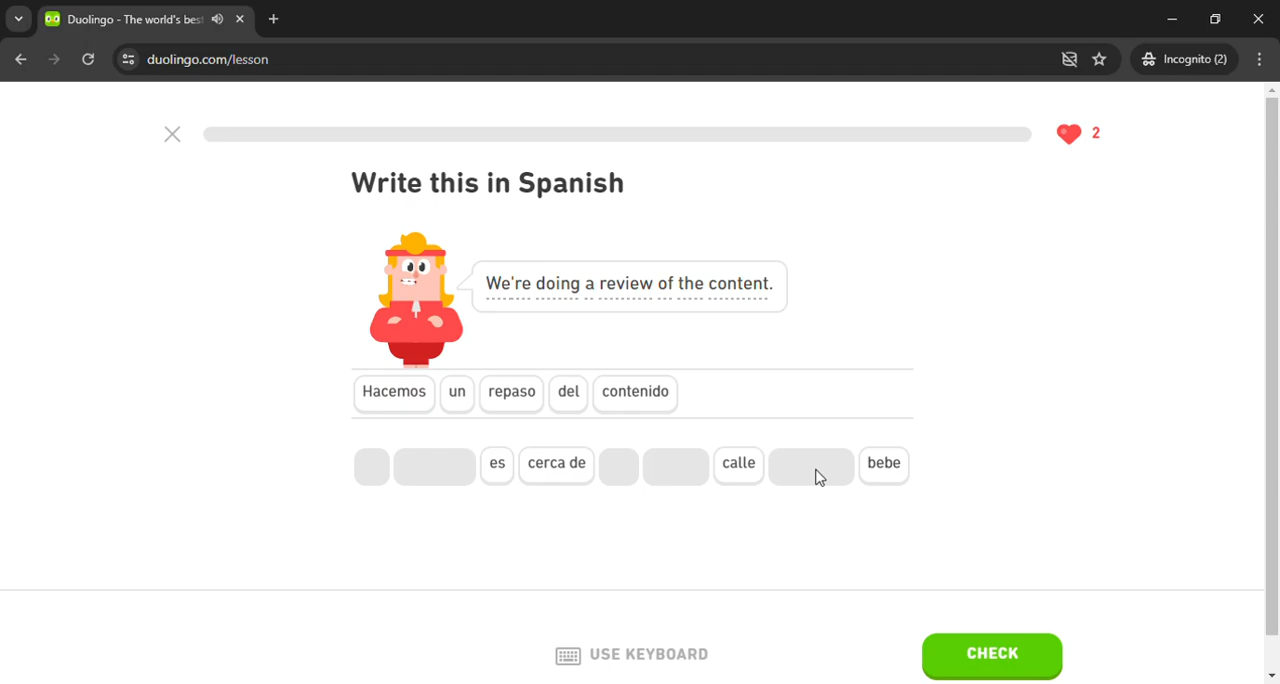 Duolingo - The world's best
duolingo.com/lesson
Incognito (2)
2
Write this in Spanish
We're doing a review of the content.
Hacemos un repaso del contenido
es cerca de calle bebe
USE KEYBOARD
CHECK